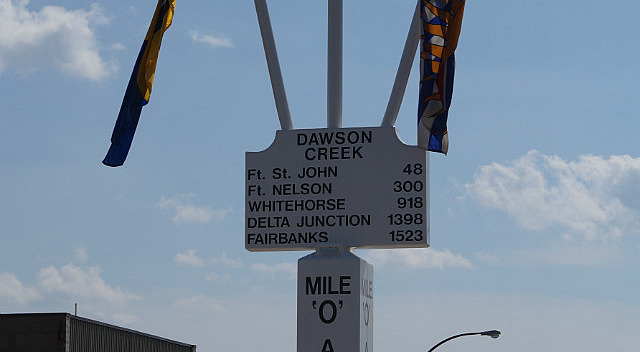 DAWSON
CREEK
Ft. St. JOHN 48
Ft. NELSON 300
WHITEHORSE 918
DELTA JUNCTION 1398
FAIRBANKS 1523
MILE
'O'
A